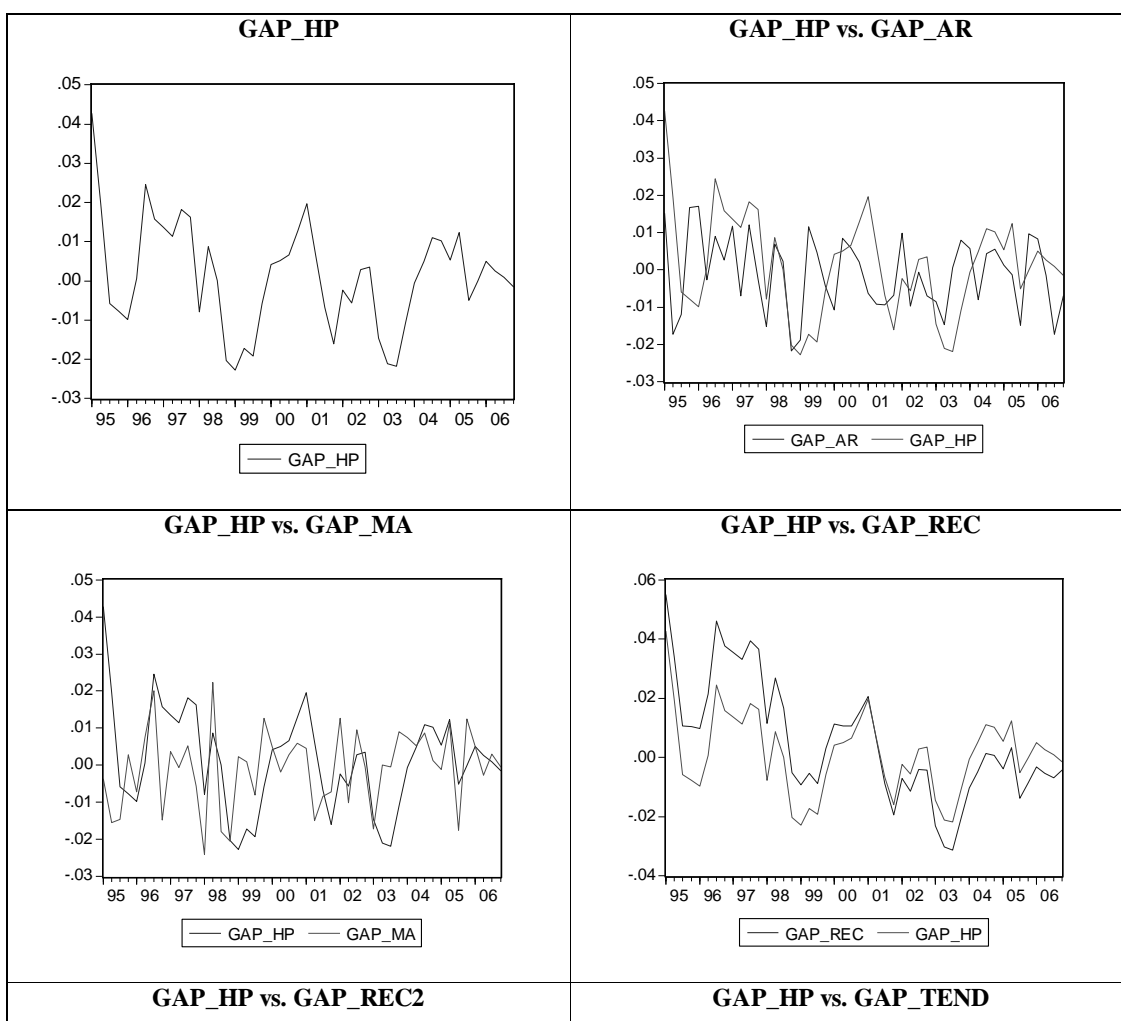 GAP_HP
.05
.04
.03
.02
.01
.00
-.01
-.02
-.03
95 96 97 98 99 00 01 02 03 04 05 06
GAP_HP
GAP_HP vs. GAP_AR
.05
.04
.03
.02
.01
.00
-.01
-.02
-.03
95 96 97 98 99 00 01 02 03 04 05 06
GAP_AR GAP_HP
GAP_HP vs. GAP_MA
.05
.04
.03
.02
.01
.00
-.01
-.02
-.03
95 96 97 98 99 00 01 02 03 04 05 06
GAP_HP GAP_MA
GAP_HP vs. GAP_REC
.06
.04
.02
.00
-.02
-.04
95 96 97 98 99 00 01 02 03 04 05 06
GAP_REC GAP_HP
GAP_HP vs. GAP_REC2
GAP_HP vs. GAP_TEND